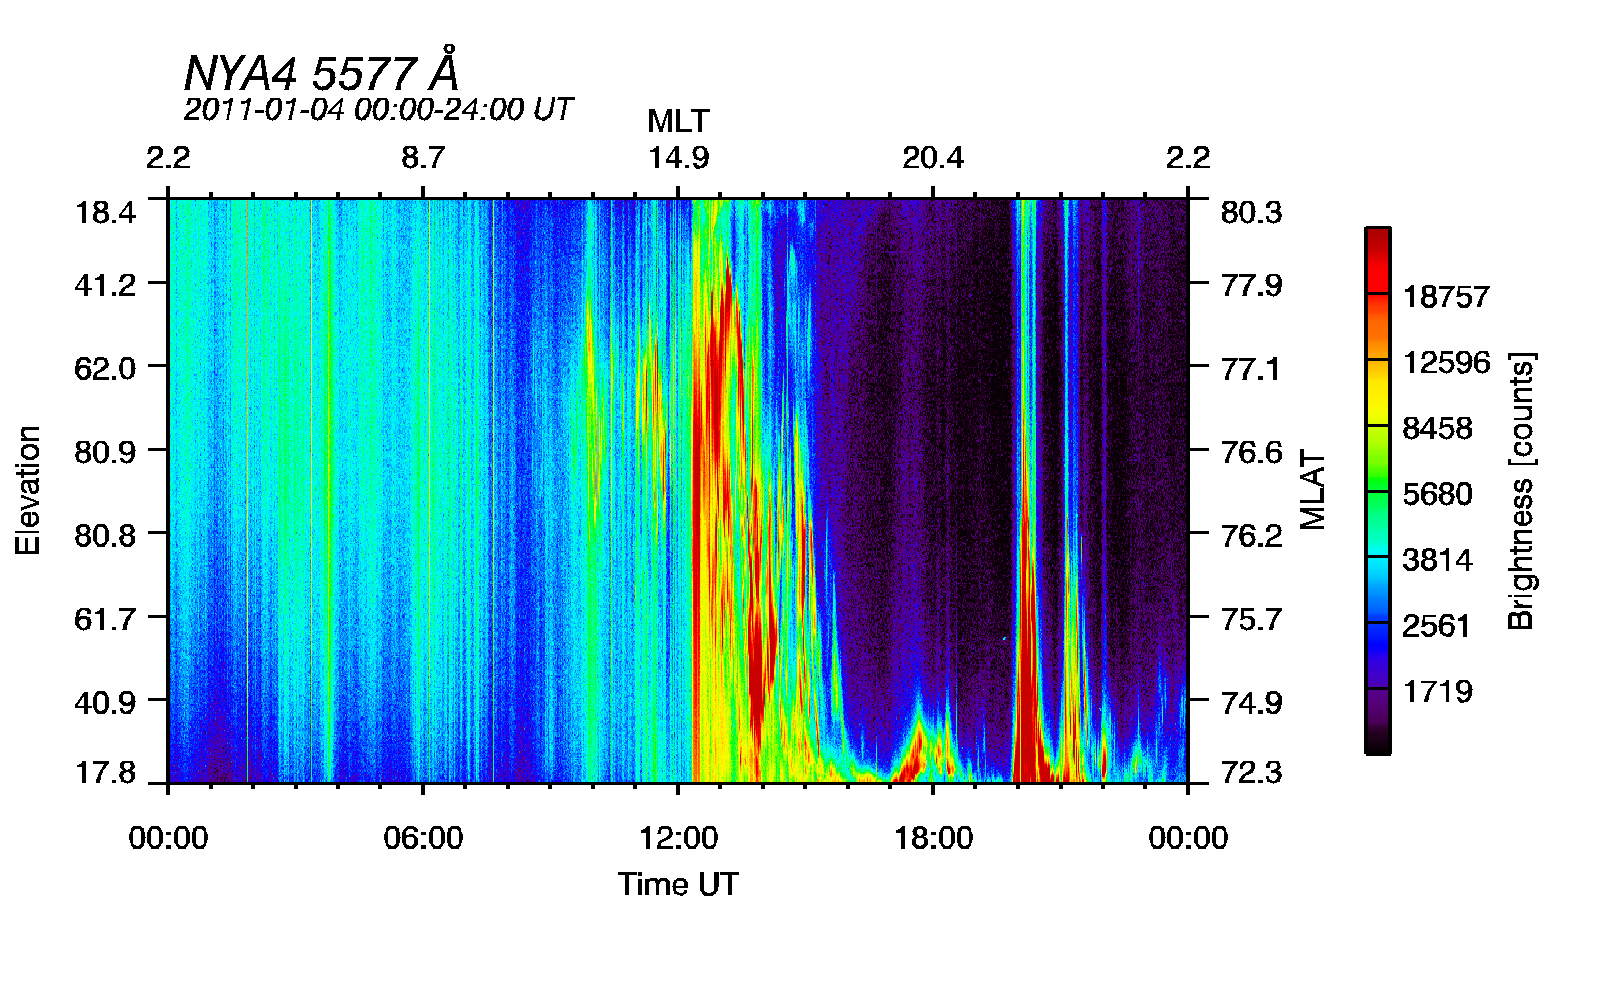 NYA4 5577 Å
2011-01-04 00:00-24:00 UT
MLT
2.2 8.7 14.9 20.4 2.2
18.4
41.2
62.0
80.9
80.8
61.7
40.9
17.8
Elevation
80.3
77.9
77.1
76.6
76.2
75.7
74.9
72.3
MLAT
18757
12596
8458
5680
3814
2561
1719
Brightness [counts]
00:00 06:00 12:00 18:00 00:00
Time UT